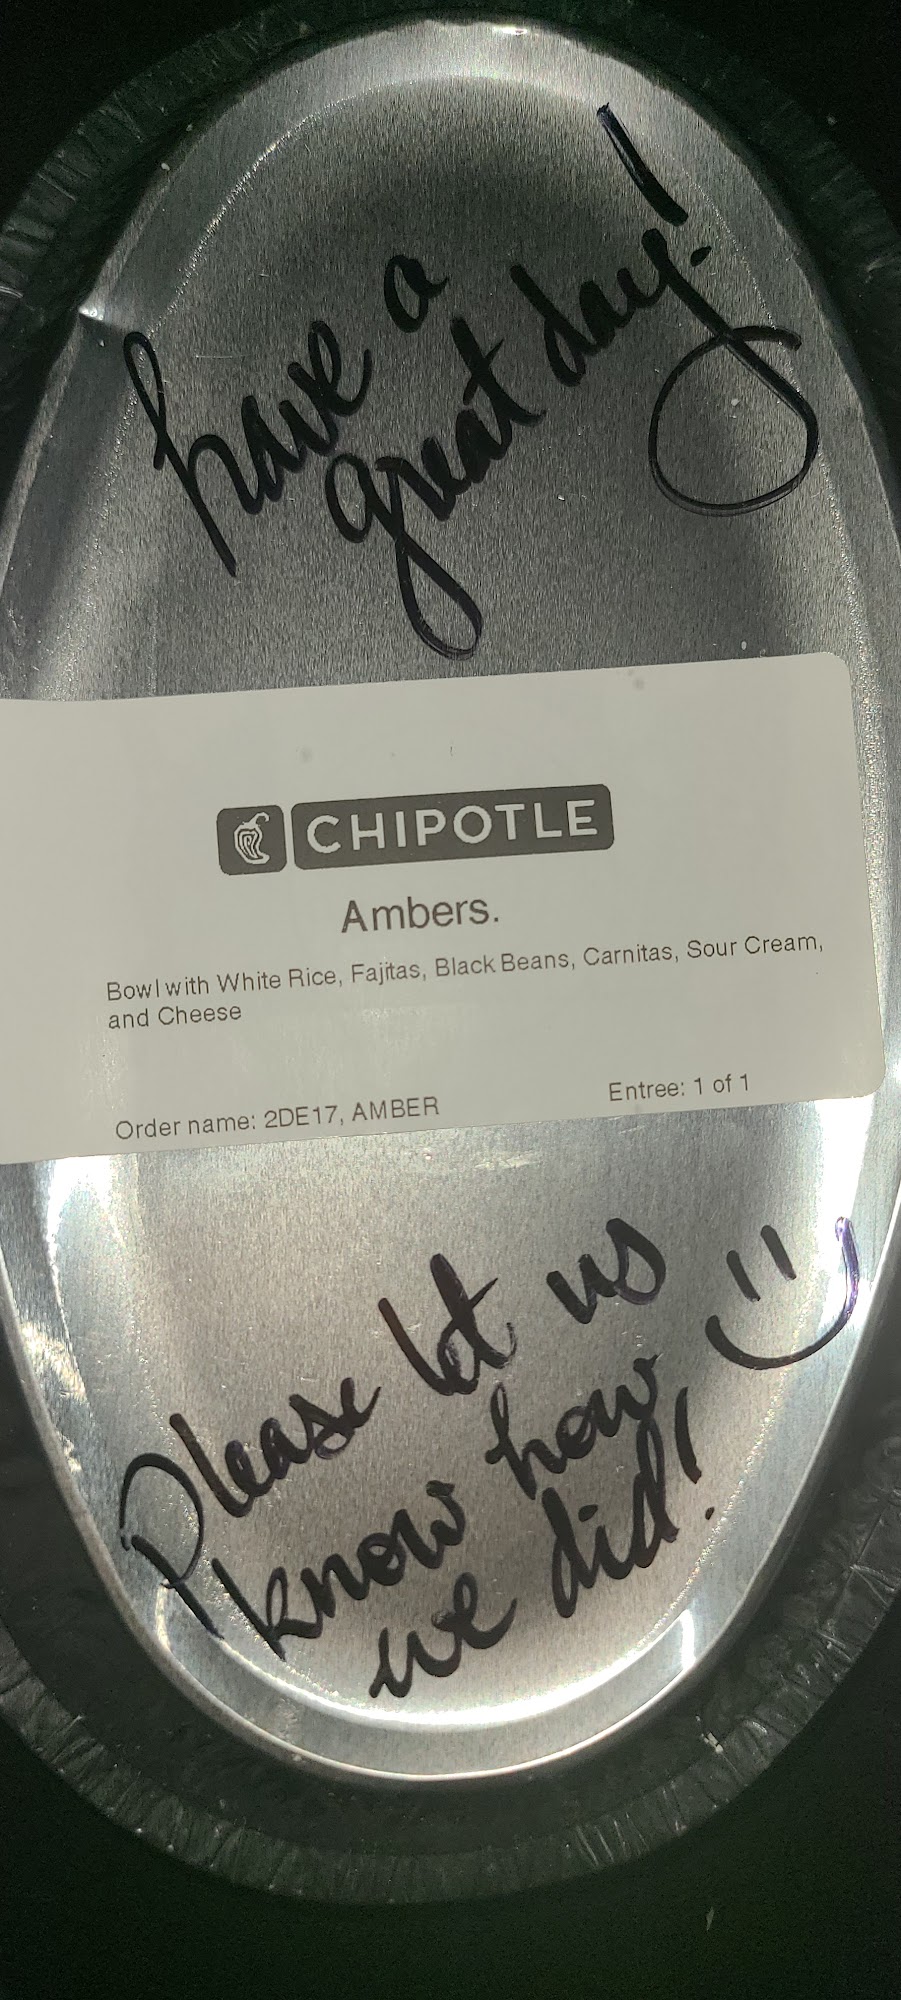 have a
great day!
CHIPOTLE
Ambers.
Bowl with White Rice, Fajitas, Black Beans, Carnitas, Sour Cream,
and Cheese
Order name: 2DE17, AMBER
Entree: 1 of 1
Please let us
know how
we did!